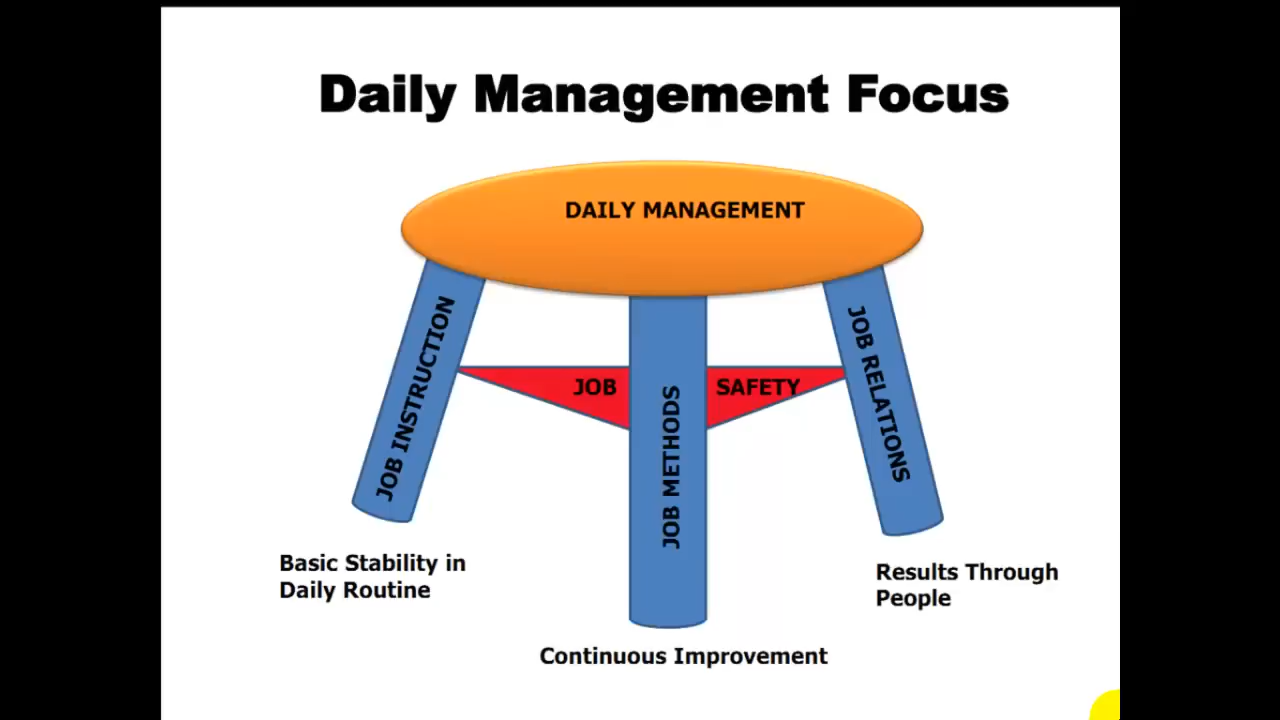 Daily Management Focus
DAILY MANAGEMENT
JOB INSTRUCTION
JOB
JOB METHODS
SAFETY
JOB RELATIONS
Basic Stability in
Daily Routine
Results Through
People
Continuous Improvement